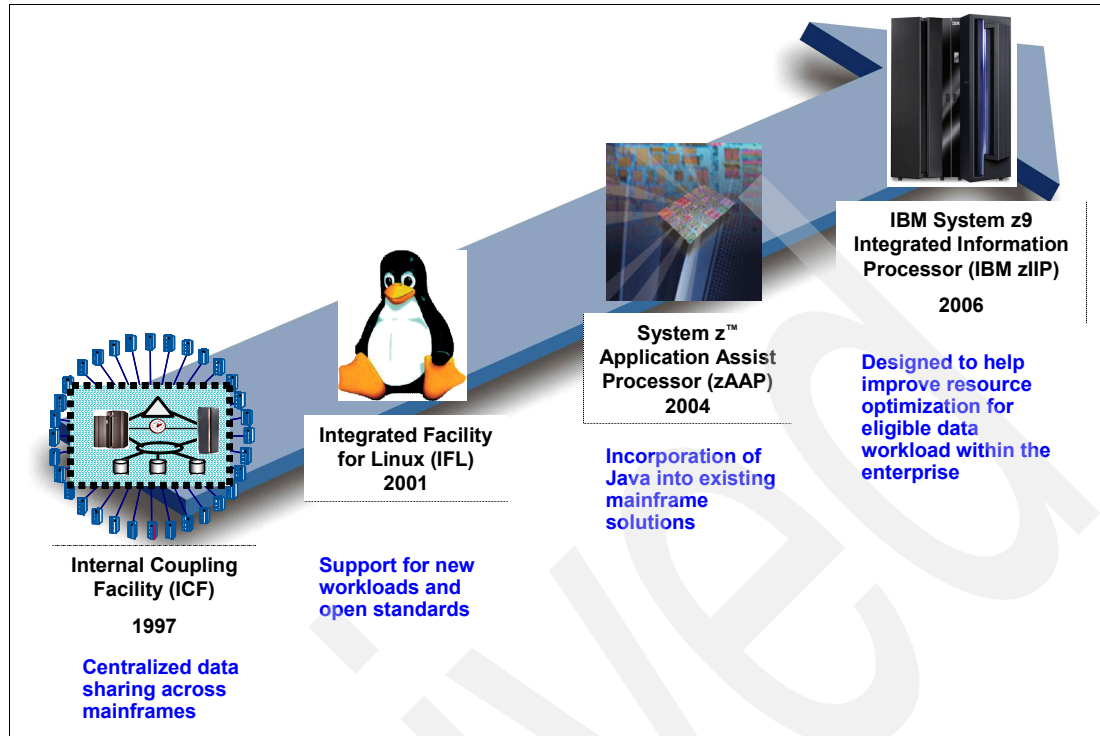 Internal Coupling
Facility (ICF)
1997
Centralized data
sharing across
mainframes
Integrated Facility
for Linux (IFL)
2001
Support for new
workloads and
open standards
System z™
Application Assist
Processor (zAAP)
2004
Incorporation of
Java into existing
mainframe
solutions
IBM System z9
Integrated Information
Processor (IBM zIIP)
2006
Designed to help
improve resource
optimization for
eligible data
workload within the
enterprise